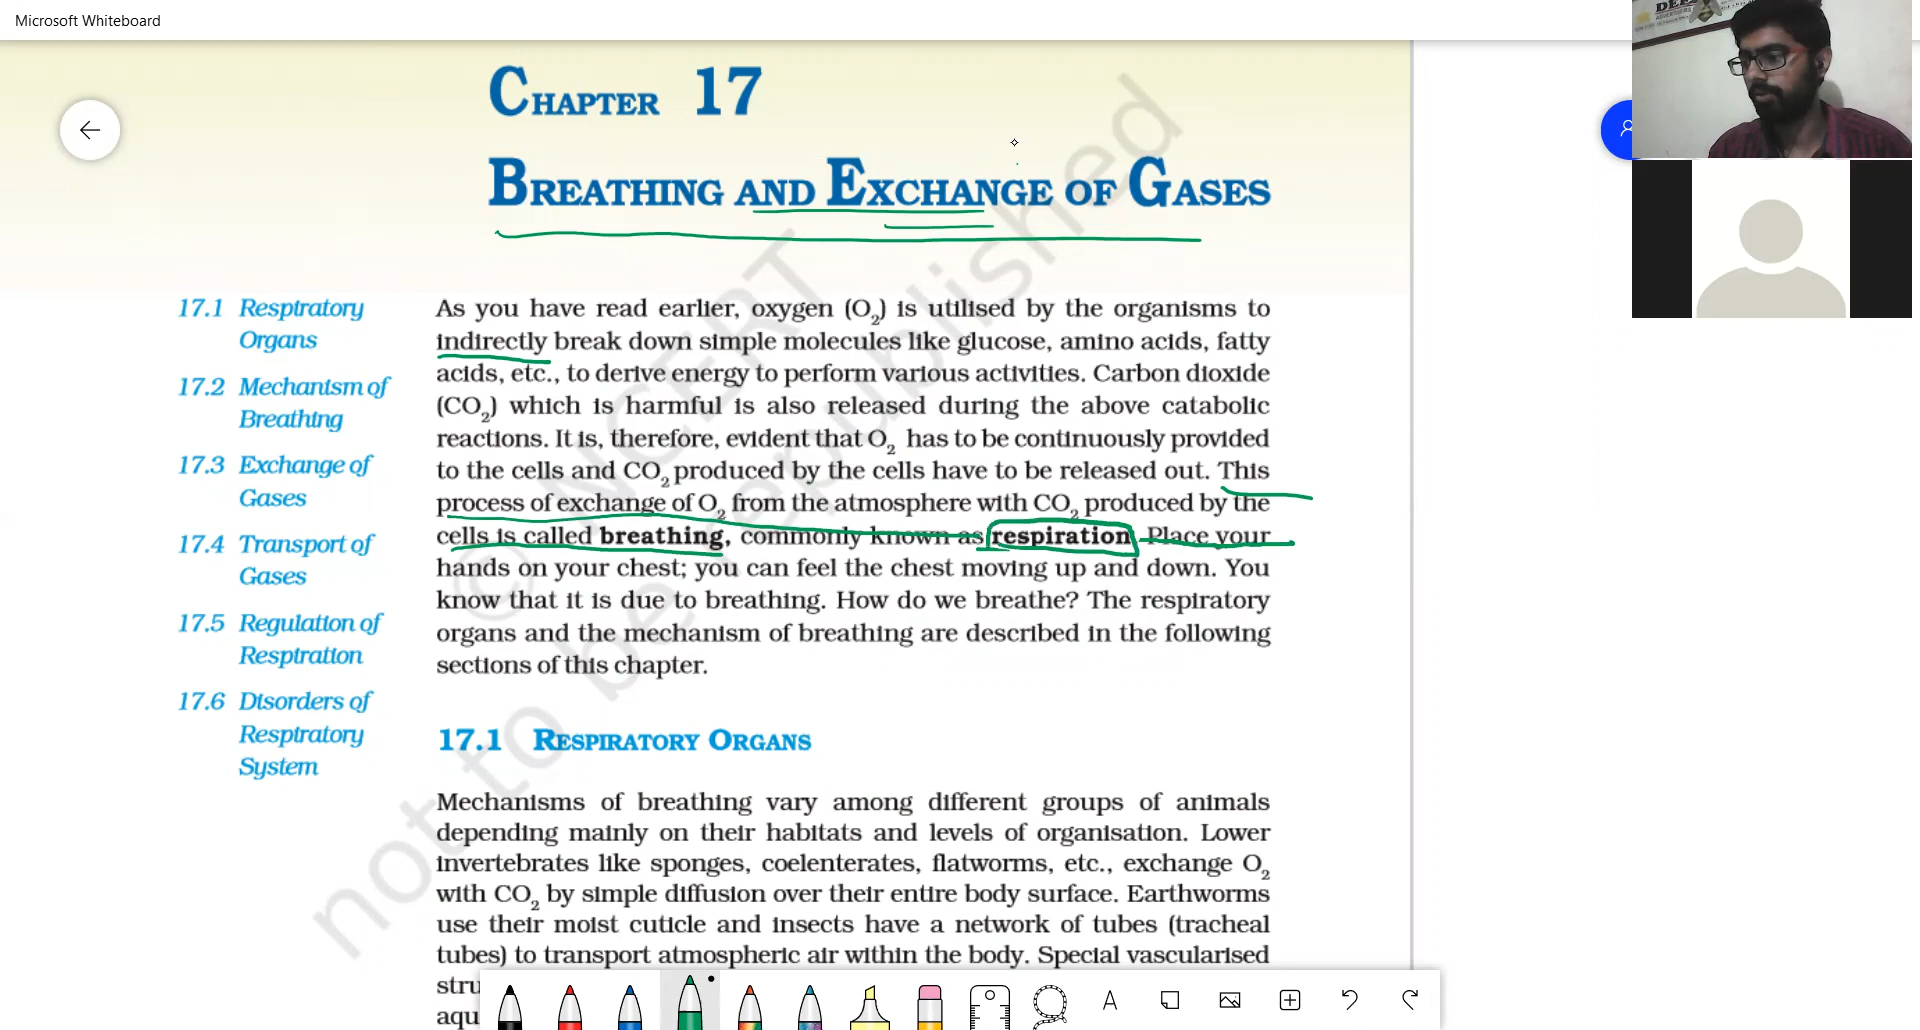 Microsoft Whiteboard
CHAPTER 17
BREATHING AND EXCHANGE OF GASES
17.1 Respiratory
Organs
17.2 Mechanism of
Breathing
17.3 Exchange of
Gases
17.4 Transport of
Gases
17.5 Regulation of
Respiration
17.6 Disorders of
Respiratory
System
As you have read earlier, oxygen (O₂) is utilised by the organisms to
indirectly break down simple molecules like glucose, amino acids, fatty
acids, etc., to derive energy to perform various activities. Carbon dioxide
(CO₂) which is harmful is also released during the above catabolic
reactions. It is, therefore, evident that O₂ has to be continuously provided
to the cells and CO₂ produced by the cells have to be released out. This
process of exchange of O₂ from the atmosphere with CO₂ produced by the
cells is called breathing, commonly known as respiration. Place your
hands on your chest; you can feel the chest moving up and down. You
know that it is due to breathing. How do we breathe? The respiratory
organs and the mechanism of breathing are described in the following
sections of this chapter.
17.1 RESPIRATORY ORGANS
Mechanisms of breathing vary among different groups of animals
depending mainly on their habitats and levels of organisation. Lower
invertebrates like sponges, coelenterates, flatworms, etc., exchange O₂
with CO₂ by simple diffusion over their entire body surface. Earthworms
use their moist cuticle and insects have a network of tubes (tracheal
tubes) to transport atmospheric air within the body. Special vascularised
stru
aqu
© NCERT
not to be republished
DEEP
A